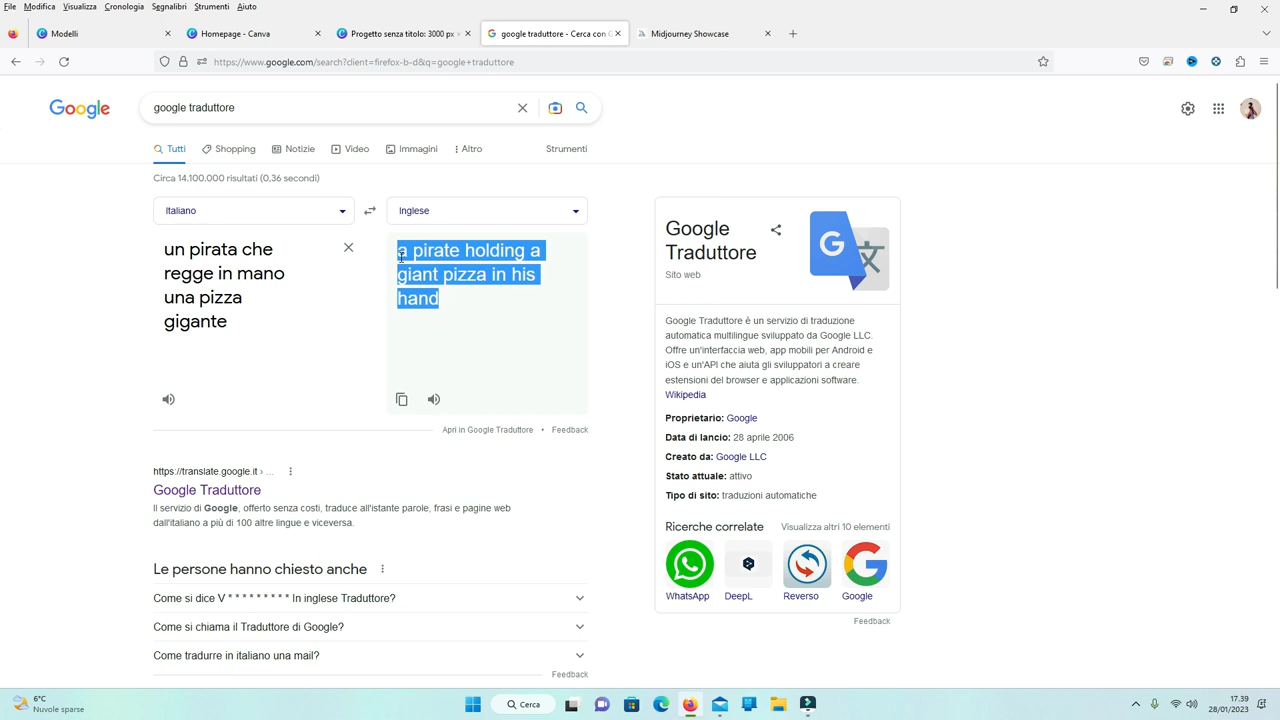 File Modifica Visualizza Cronologia Segnalibri Strumenti Aiuto
Modelli
Homepage - Canva
Progetto senza titolo: 3000 px ×
google traduttore - Cerca con G
Midjourney Showcase
https://www.google.com/search?client=firefox-b-d&q=google+traduttore
Google
google traduttore
Tutti Shopping Notizie Video Immagini Altro Strumenti
Circa 14.100.000 risultati (0,36 secondi)
Italiano
Inglese
un pirata che
regge in mano
una pizza
gigante
a pirate holding a
giant pizza in his
hand
Apri in Google Traduttore • Feedback
https://translate.google.it › ...
Google Traduttore
Il servizio di Google, offerto senza costi, traduce all'istante parole, frasi e pagine web
dall'italiano a più di 100 altre lingue e viceversa.
Le persone hanno chiesto anche
Come si dice V * * * * * * * * * In inglese Traduttore?
Come si chiama il Traduttore di Google?
Come tradurre in italiano una mail?
Feedback
Google
Traduttore
Sito web
G 文
Google Traduttore è un servizio di traduzione
automatica multilingue sviluppato da Google LLC.
Offre un'interfaccia web, app mobili per Android e
iOS e un'API che aiuta gli sviluppatori a creare
estensioni del browser e applicazioni software.
Wikipedia
Proprietario: Google
Data di lancio: 28 aprile 2006
Creato da: Google LLC
Stato attuale: attivo
Tipo di sito: traduzioni automatiche
Ricerche correlate Visualizza altri 10 elementi
WhatsApp DeepL Reverso Google
Feedback
6°C
Nuvole sparse
Cerca
17.39
28/01/2023